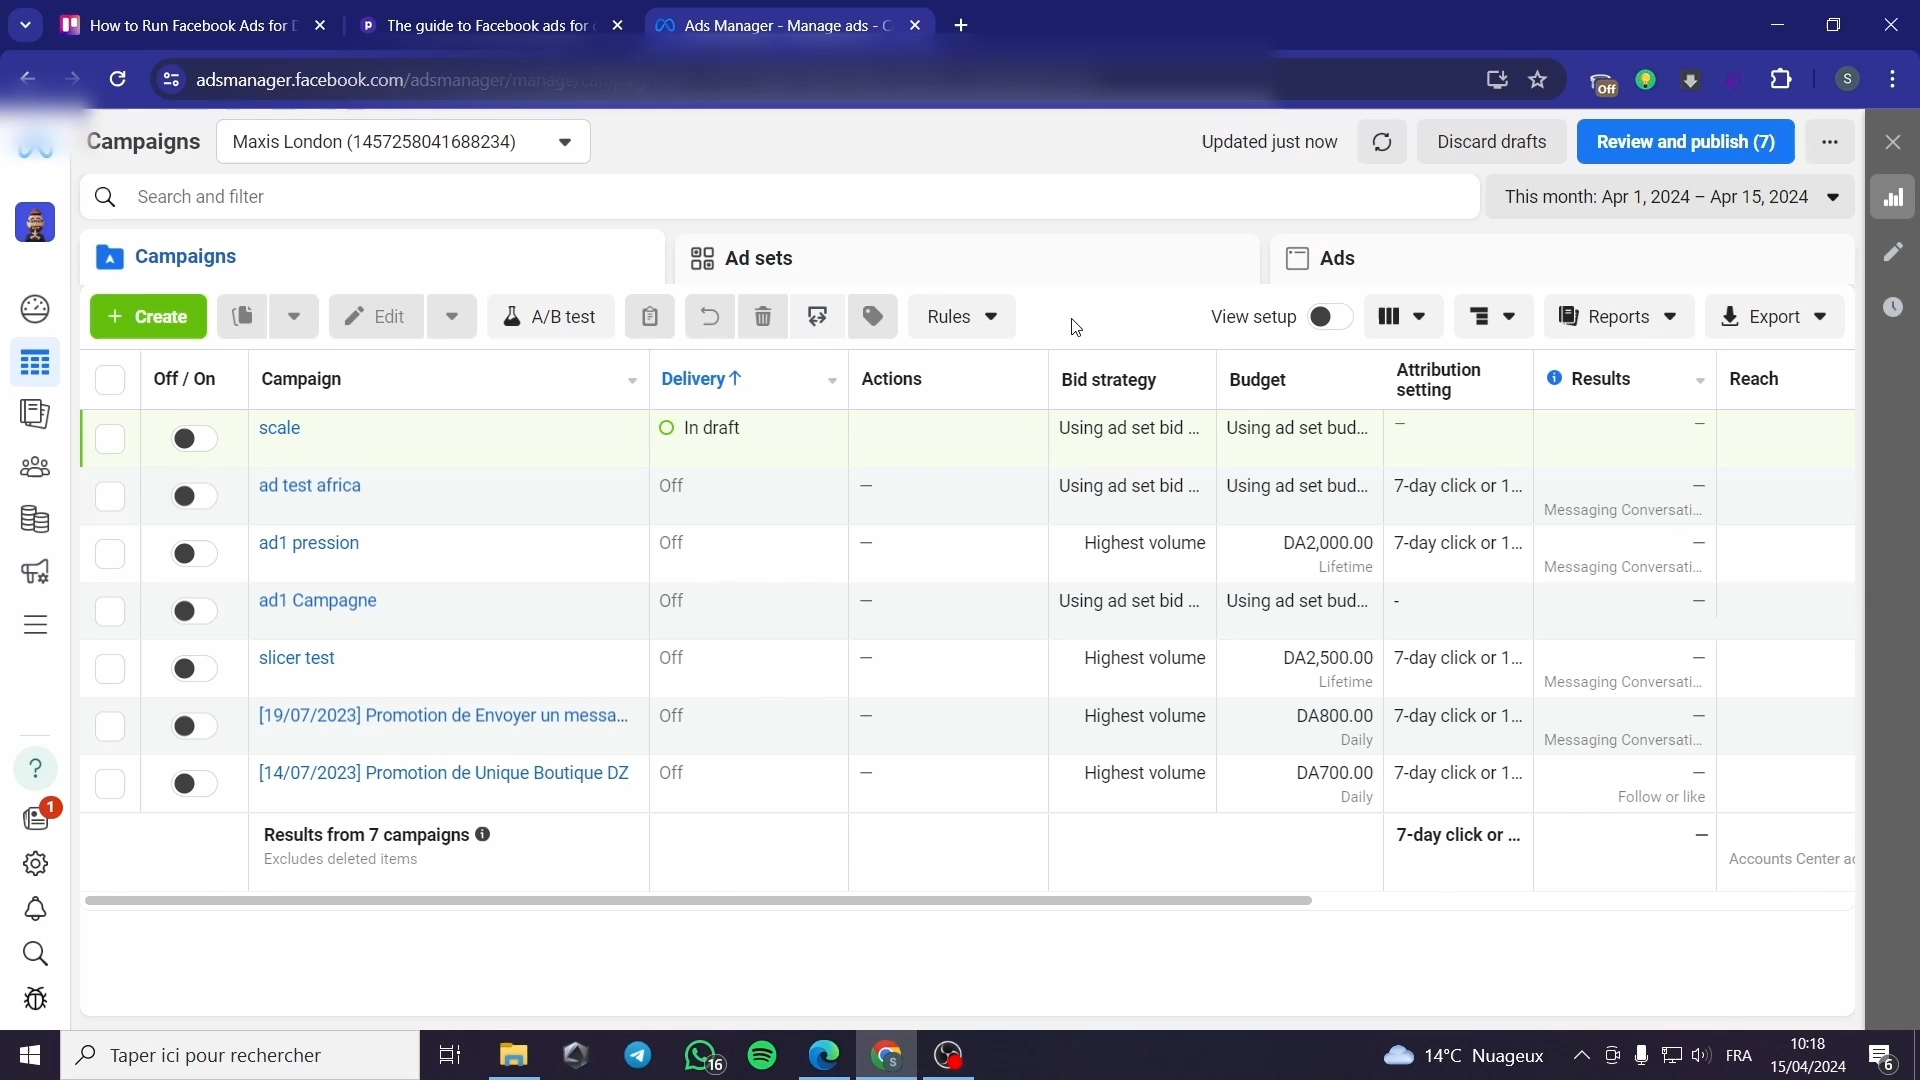 How to Run Facebook Ads for
The guide to Facebook ads for
Ads Manager - Manage ads - C
adsmanager.facebook.com/adsmanager/manage/
Off
S
Campaigns
Maxis London (1457258041688234)
Updated just now
Discard drafts
Review and publish (7)
Search and filter
This month: Apr 1, 2024 – Apr 15, 2024
Campaigns
Ad sets
Ads
+ Create
Edit
A/B test
Rules
View setup
Reports
Export
Off / On
Campaign
Delivery ↑
Actions
Bid strategy
Budget
Attribution setting
Results
Reach
scale
In draft
Using ad set bid ...
Using ad set bud...
—
—
ad test africa
Off
—
Using ad set bid ...
Using ad set bud...
7-day click or 1...
—
Messaging Conversati...
ad1 pression
Off
—
Highest volume
DA2,000.00
Lifetime
7-day click or 1...
—
Messaging Conversati...
ad1 Campagne
Off
—
Using ad set bid ...
Using ad set bud...
-
—
slicer test
Off
—
Highest volume
DA2,500.00
Lifetime
7-day click or 1...
—
Messaging Conversati...
[19/07/2023] Promotion de Envoyer un messa...
Off
—
Highest volume
DA800.00
Daily
7-day click or 1...
—
Messaging Conversati...
[14/07/2023] Promotion de Unique Boutique DZ
Off
—
Highest volume
DA700.00
Daily
7-day click or 1...
—
Follow or like
Results from 7 campaigns
Excludes deleted items
7-day click or ...
—
Accounts Center
1
Taper ici pour rechercher
16
14°C Nuageux
FRA
10:18
15/04/2024
6